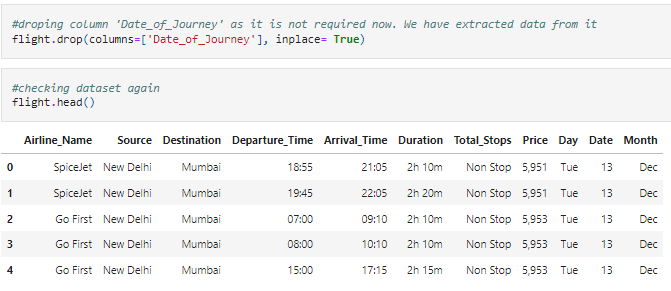 #droping column 'Date_of_Journey' as it is not required now. We have extracted data from it
flight.drop(columns=['Date_of_Journey'], inplace= True)
#checking dataset again
flight.head()
Airline_Name Source Destination Departure_Time Arrival_Time Duration Total_Stops Price Day Date Month
0 SpiceJet New Delhi Mumbai 18:55 21:05 2h 10m Non Stop 5,951 Tue 13 Dec
1 SpiceJet New Delhi Mumbai 19:45 22:05 2h 20m Non Stop 5,951 Tue 13 Dec
2 Go First New Delhi Mumbai 07:00 09:10 2h 10m Non Stop 5,953 Tue 13 Dec
3 Go First New Delhi Mumbai 08:00 10:10 2h 10m Non Stop 5,953 Tue 13 Dec
4 Go First New Delhi Mumbai 15:00 17:15 2h 15m Non Stop 5,953 Tue 13 Dec